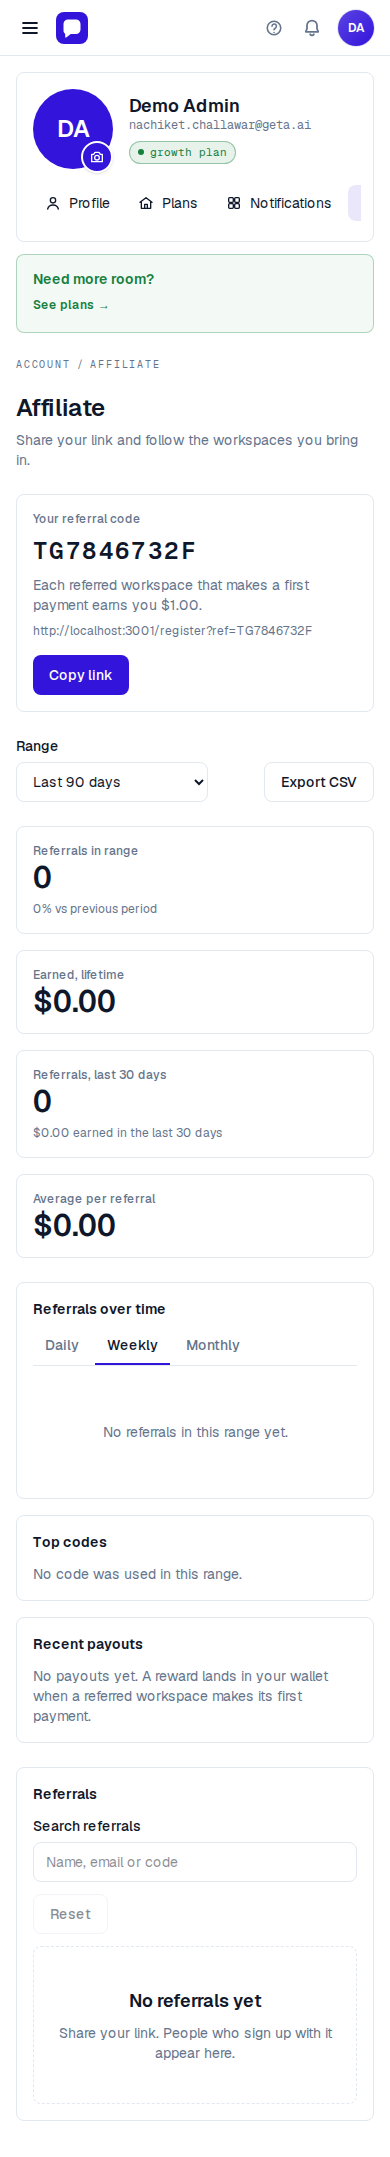 DA
DA
Demo Admin
nachiket.challawar@geta.ai
growth plan
Profile
Plans
Notifications
Need more room?
See plans →
ACCOUNT / AFFILIATE
Affiliate
Share your link and follow the workspaces you bring
in.
Your referral code
TG7846732F
Each referred workspace that makes a first
payment earns you $1.00.
http://localhost:3001/register?ref=TG7846732F
Copy link
Range
Last 90 days
Export CSV
Referrals in range
0
0% vs previous period
Earned, lifetime
$0.00
Referrals, last 30 days
0
$0.00 earned in the last 30 days
Average per referral
$0.00
Referrals over time
Daily
Weekly
Monthly
No referrals in this range yet.
Top codes
No code was used in this range.
Recent payouts
No payouts yet. A reward lands in your wallet
when a referred workspace makes its first
payment.
Referrals
Search referrals
Name, email or code
Reset
No referrals yet
Share your link. People who sign up with it
appear here.